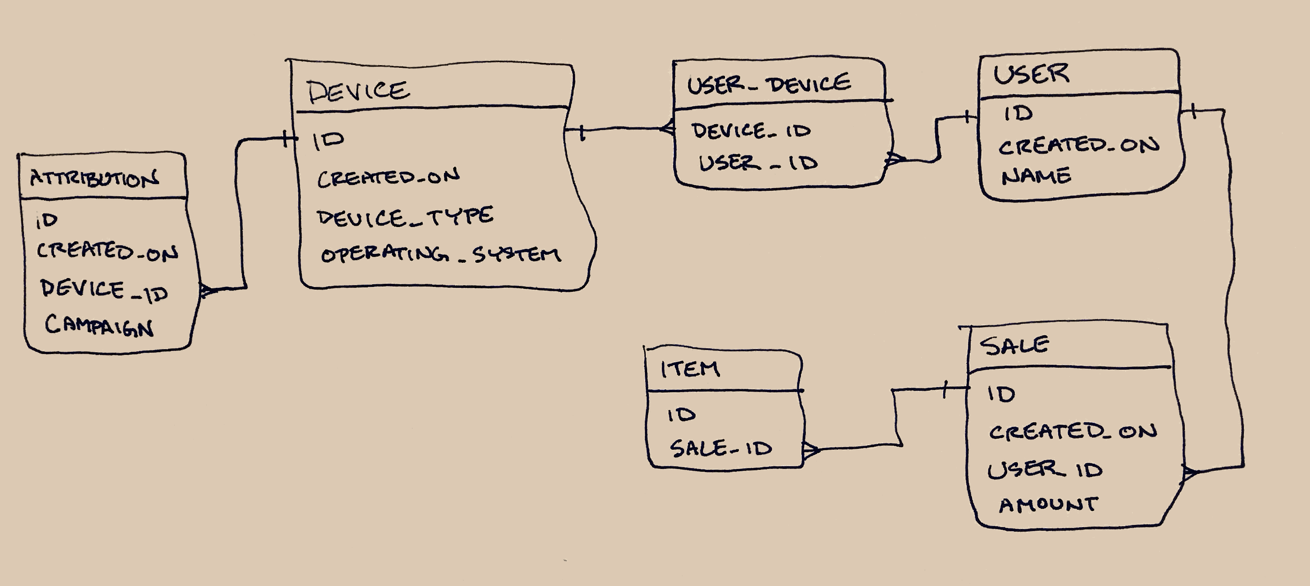 DEVICE
ID
CREATED_ON
DEVICE_TYPE
OPERATING_SYSTEM
USER_DEVICE
DEVICE_ID
USER_ID
USER
ID
CREATED_ON
NAME
ATTRIBUTION
ID
CREATED_ON
DEVICE_ID
CAMPAIGN
ITEM
ID
SALE_ID
SALE
ID
CREATED_ON
USER_ID
AMOUNT